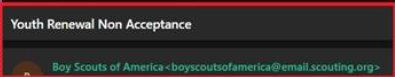 Youth Renewal Non Acceptance
Boy Scouts of America <boyscoutsofamerica@email.scouting.org>